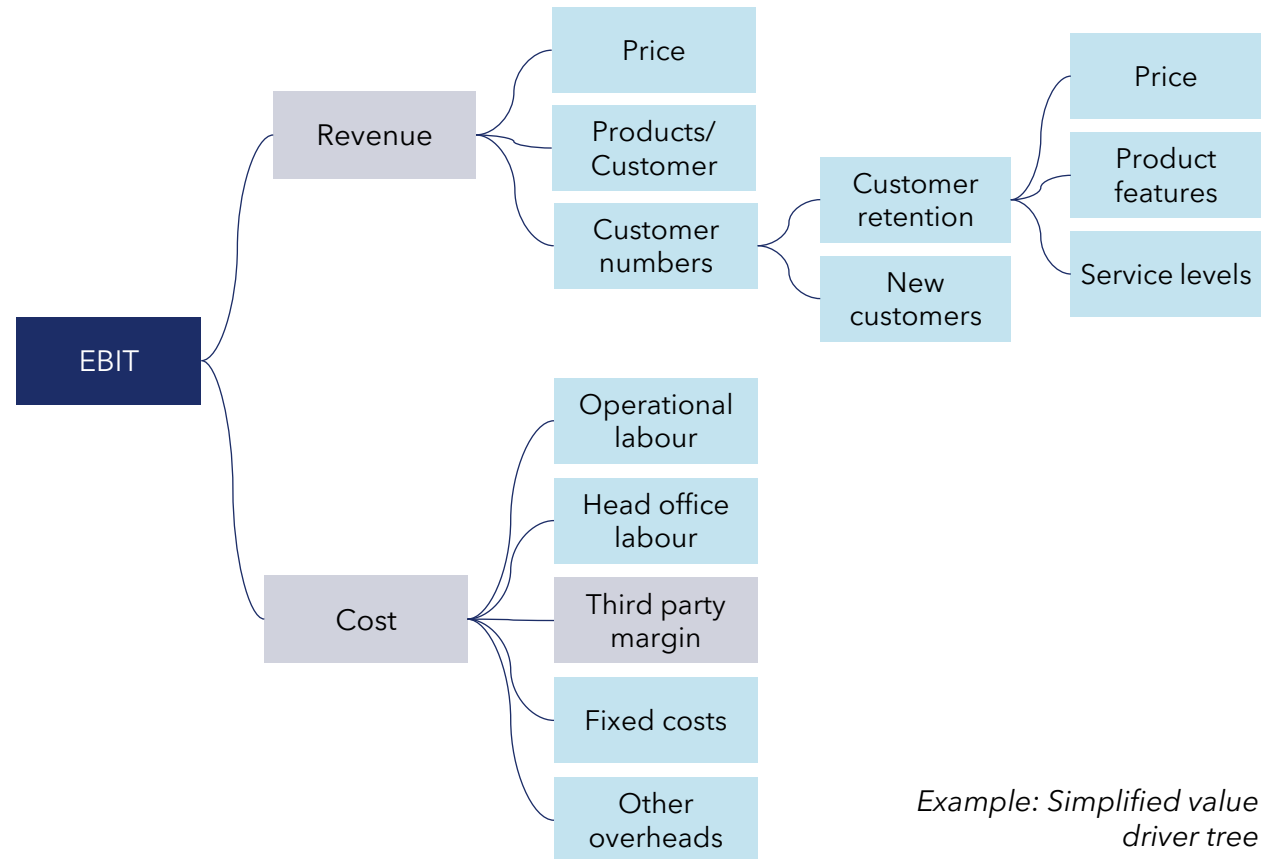 Price
Revenue
Products/
Customer
Customer
numbers
Customer
retention
New
customers
Price
Product
features
Service levels
EBIT
Operational
labour
Head office
labour
Cost
Third party
margin
Fixed costs
Other
overheads
Example: Simplified value
driver tree